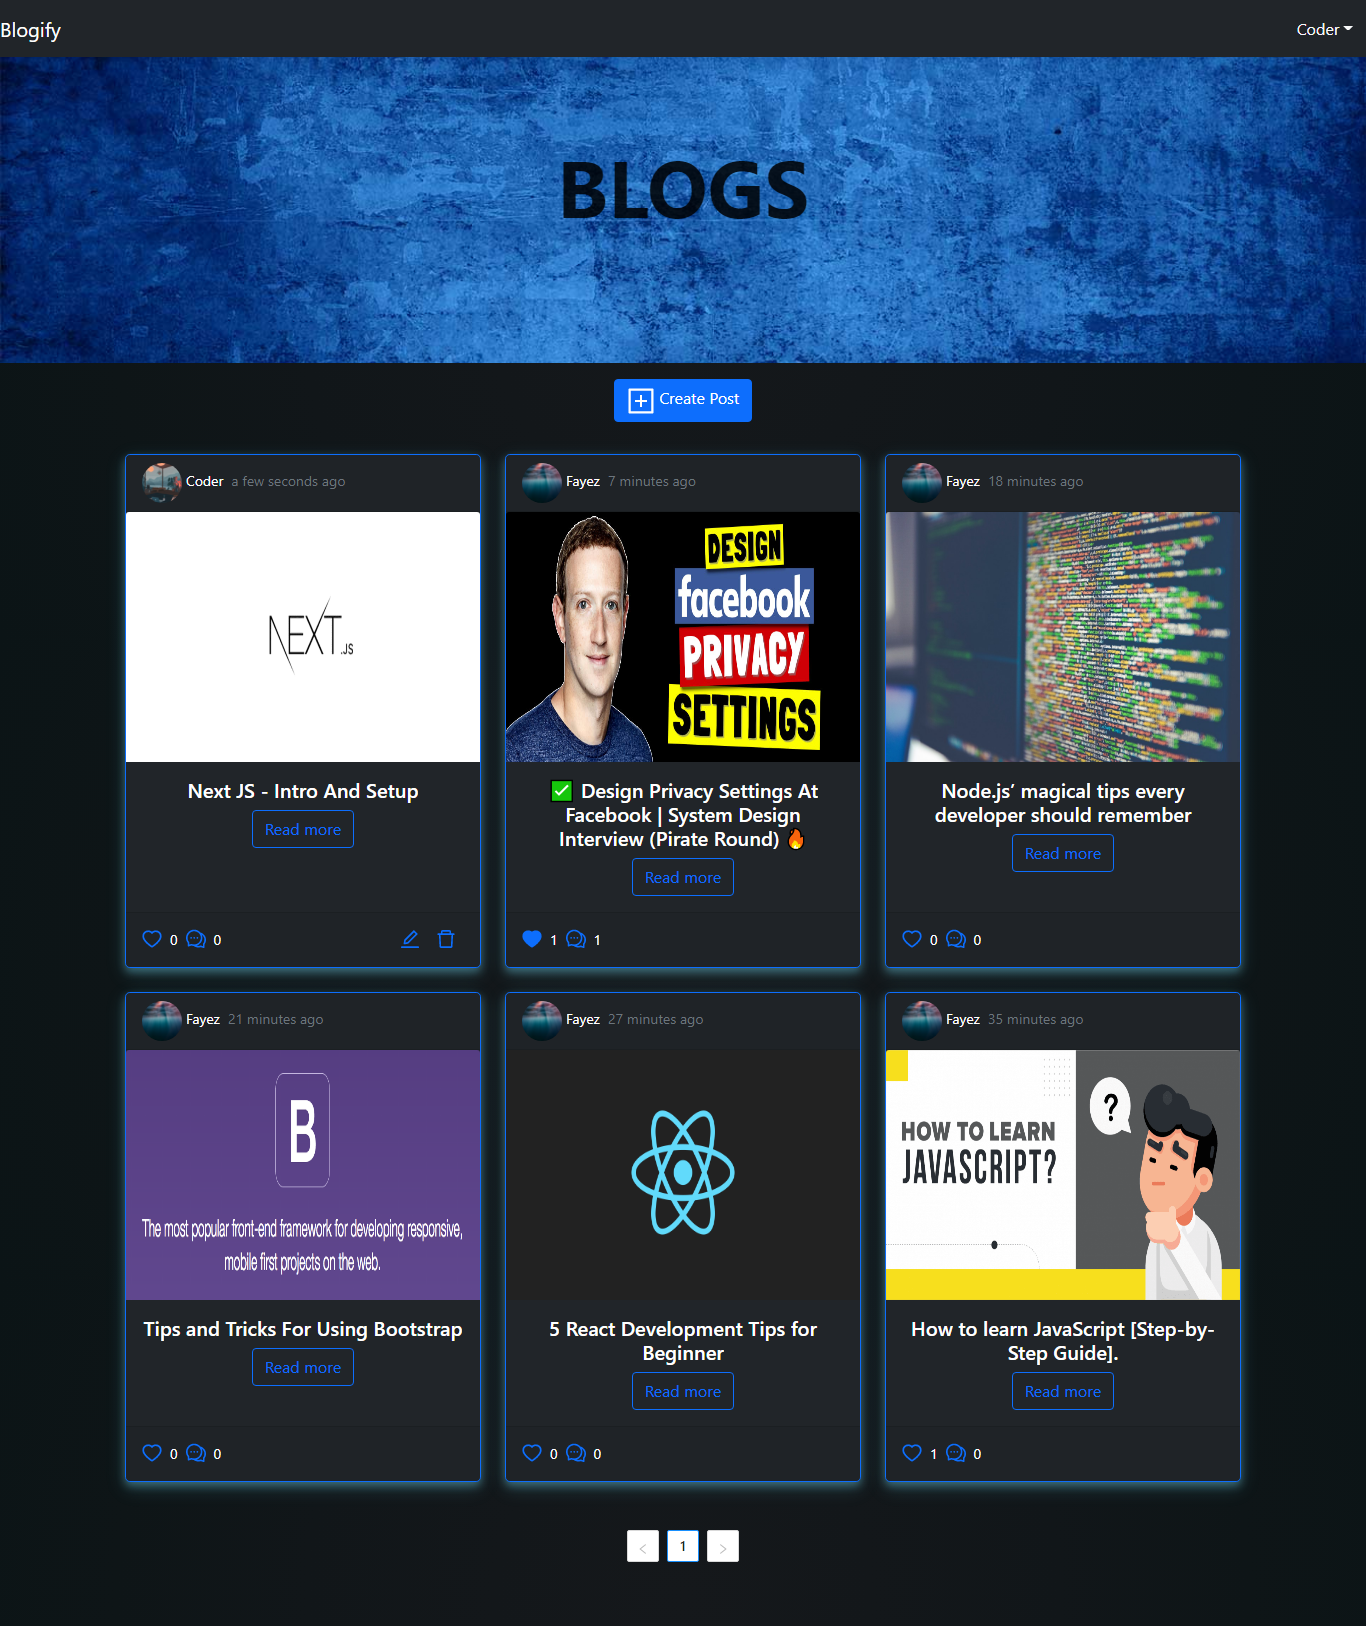 Blogify
Coder
BLOGS
Create Post
Coder a few seconds ago
NEXT.JS
Next JS - Intro And Setup
Read more
0 0
Fayez 7 minutes ago
DESIGN
facebook
PRIVACY
SETTINGS
✅ Design Privacy Settings At
Facebook | System Design
Interview (Pirate Round) 🔥
Read more
1 1
Fayez 18 minutes ago
Node.js’ magical tips every
developer should remember
Read more
0 0
Fayez 21 minutes ago
B
The most popular front-end framework for developing responsive,
mobile first projects on the web.
Tips and Tricks For Using Bootstrap
Read more
0 0
Fayez 27 minutes ago
5 React Development Tips for
Beginner
Read more
0 0
Fayez 35 minutes ago
?
HOW TO LEARN
JAVASCRIPT?
How to learn JavaScript [Step-by-
Step Guide].
Read more
1 0
< 1 >